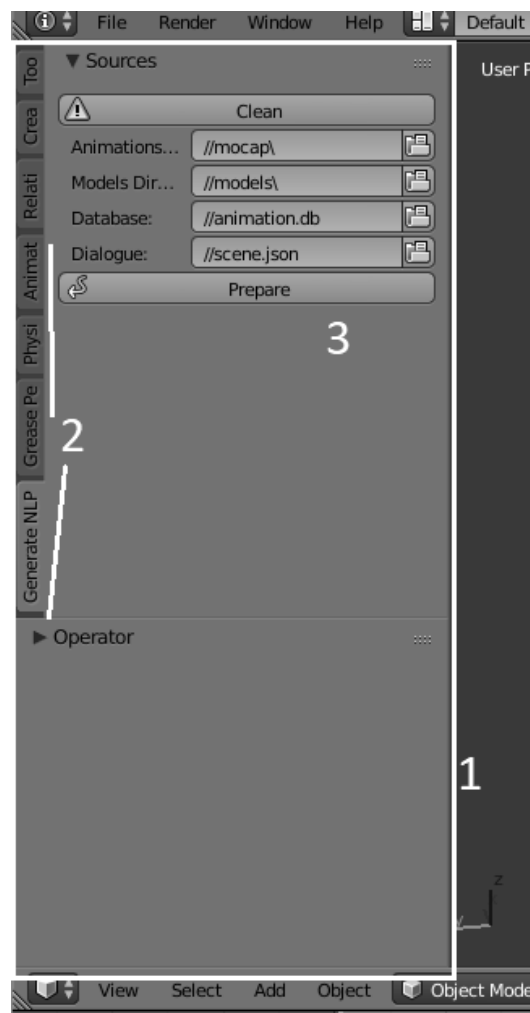 File Render Window Help Default
Sources
User P
Clean
Animations... //mocap\
Models Dir... //models\
Database: //animation.db
Dialogue: //scene.json
Prepare
Too
Crea
Relati
Animat
Physi
Grease Pe
Generate NLP
3
2
Operator
1
z
View Select Add Object Object Mode